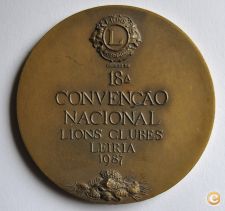 L
18ª
CONVENÇÃO
NACIONAL
LIONS CLUBES
LEIRIA
1987